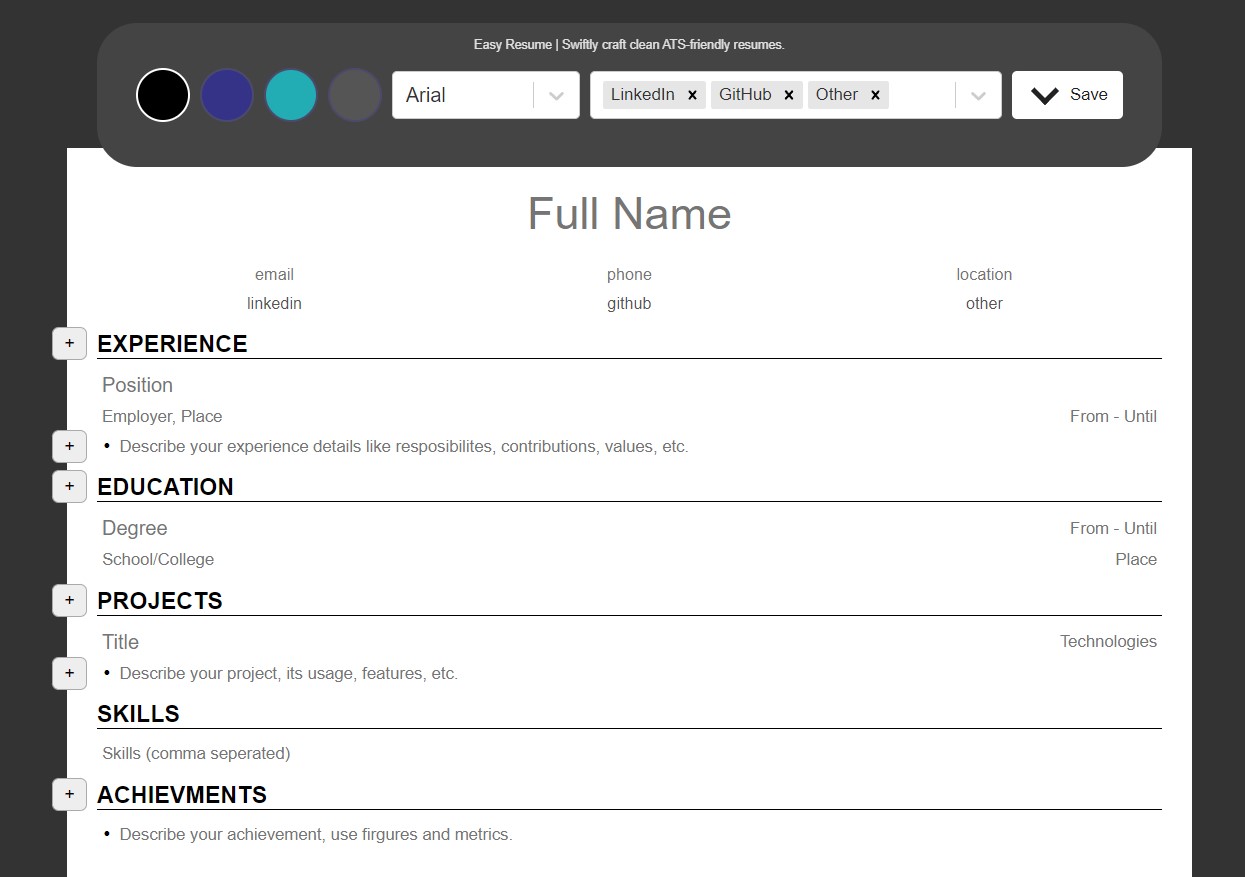 Easy Resume | Swiftly craft clean ATS-friendly resumes.
Arial LinkedIn × GitHub × Other × Save
Full Name
email phone location
linkedin github other
+ EXPERIENCE
Position
Employer, Place From - Until
+ • Describe your experience details like resposibilites, contributions, values, etc.
+ EDUCATION
Degree From - Until
School/College Place
+ PROJECTS
Title Technologies
+ • Describe your project, its usage, features, etc.
SKILLS
Skills (comma seperated)
+ ACHIEVMENTS
• Describe your achievement, use firgures and metrics.